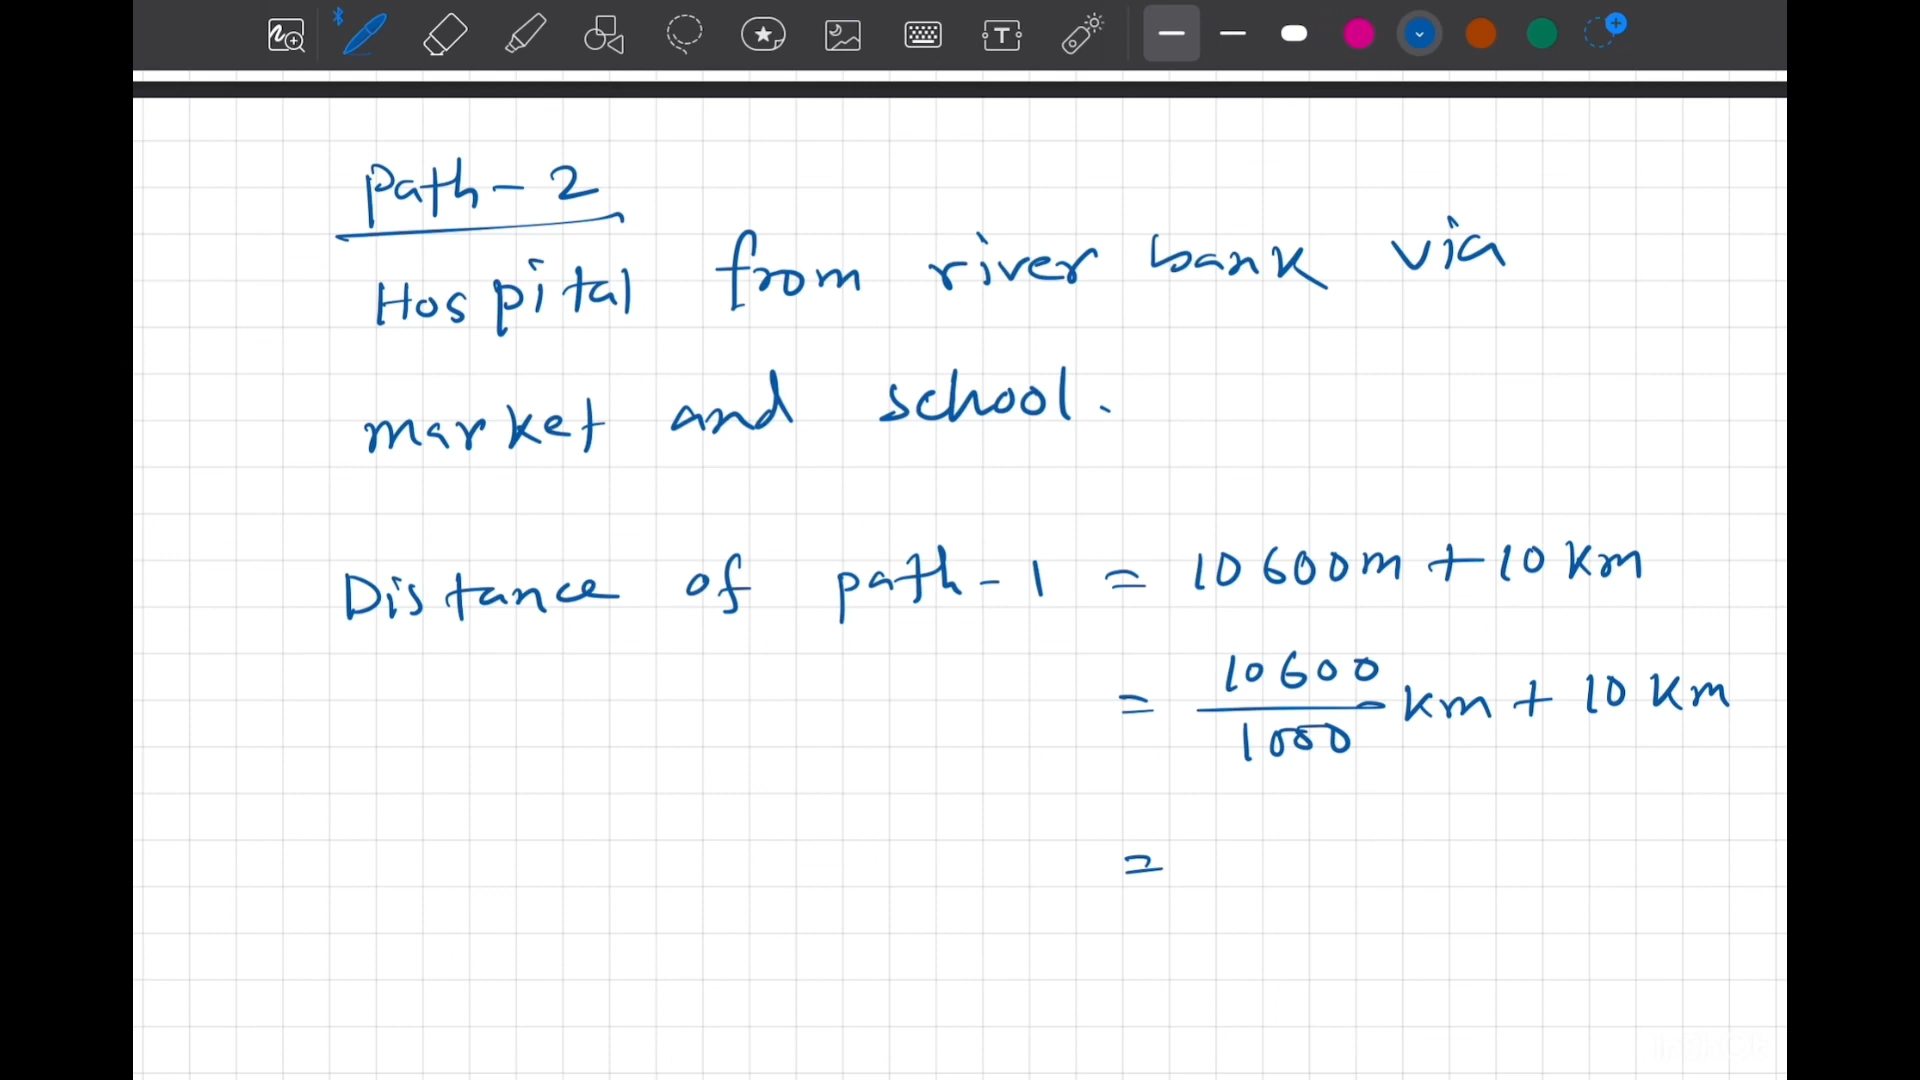 Path-2
Hospital from river bank via
market and school.
Distance of path-1 = 10600m + 10 km
= 10600/1000 km + 10 km
=